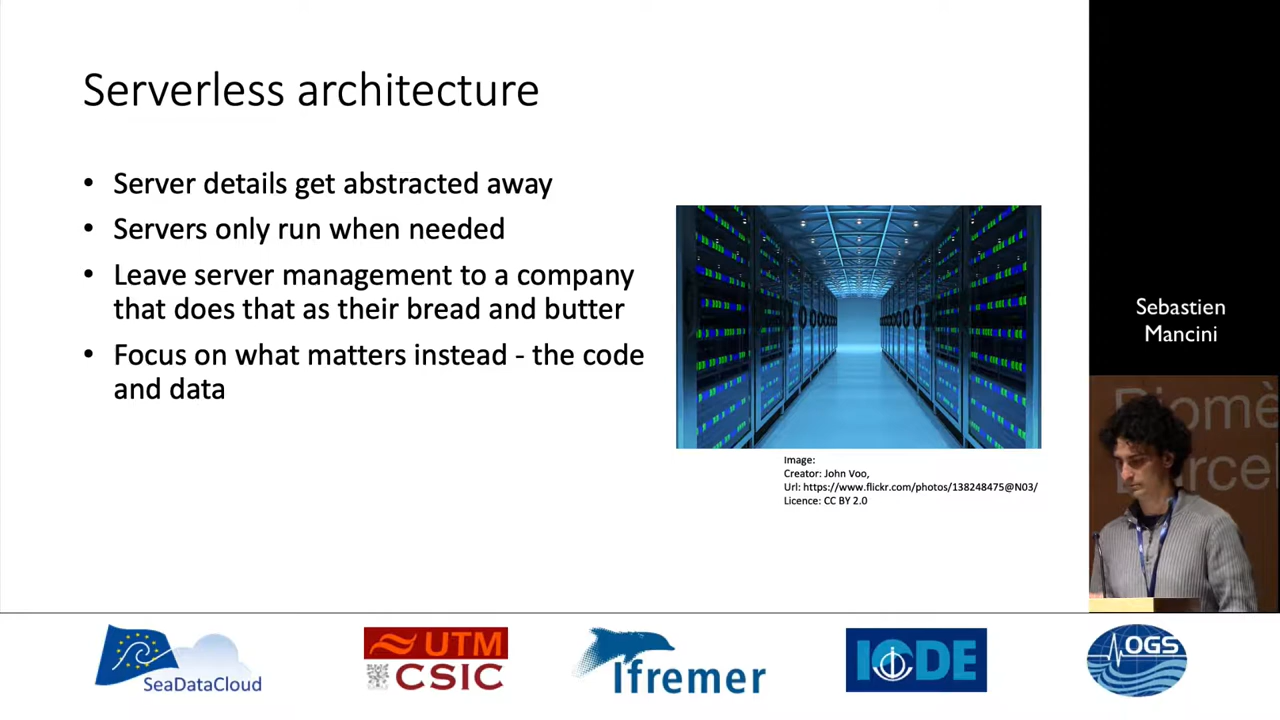 Serverless architecture
• Server details get abstracted away
• Servers only run when needed
• Leave server management to a company
that does that as their bread and butter
• Focus on what matters instead - the code
and data
Image:
Creator: John Voo,
Url: https://www.flickr.com/photos/138248475@N03/
Licence: CC BY 2.0
Sebastien
Mancini
SeaDataCloud
UTM
CSIC
Ifremer
IODE
OGS